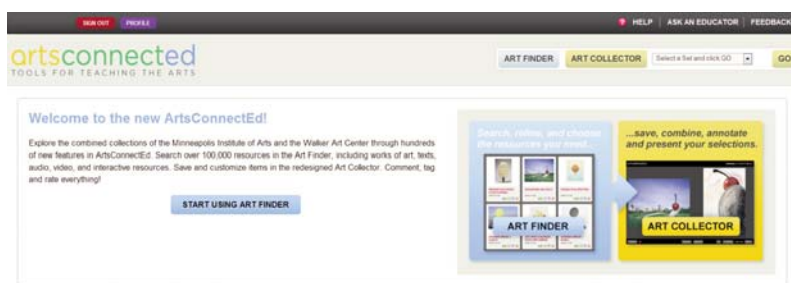 SIGN OUT PROFILE
? HELP | ASK AN EDUCATOR | FEEDBACK
artsconnected
TOOLS FOR TEACHING THE ARTS
ART FINDER ART COLLECTOR Select a Set and click GO GO
Welcome to the new ArtsConnectEd!
Explore the combined collections of the Minneapolis Institute of Arts and the Walker Art Center through hundreds
of new features in ArtsConnectEd. Search over 100,000 resources in the Art Finder, including works of art, texts,
audio, video, and interactive resources. Save and customize items in the redesigned Art Collector. Comment, tag
and rate everything!
START USING ART FINDER
Search, refine, and choose
the resources you need...
ART FINDER
...save, combine, annotate
and present your selections.
ART COLLECTOR